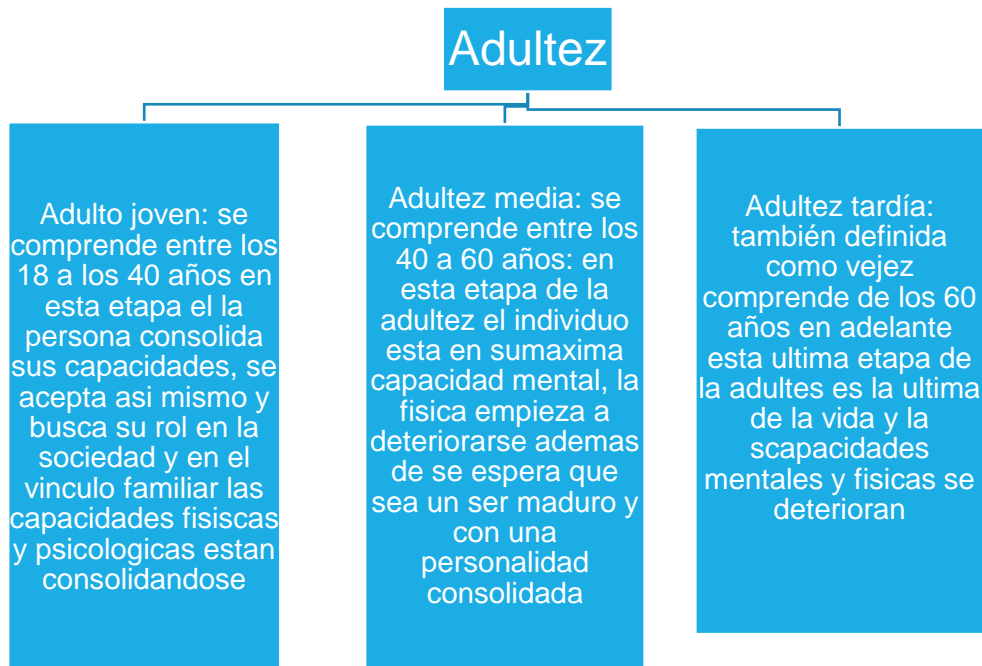 Adultez
Adulto joven: se
comprende entre los
18 a los 40 años en
esta etapa el la
persona consolida
sus capacidades, se
acepta asi mismo y
busca su rol en la
sociedad y en el
vinculo familiar las
capacidades fisiscas
y psicologicas estan
consolidandose
Adultez media: se
comprende entre los
40 a 60 años: en
esta etapa de la
adultez el individuo
esta en sumaxima
capacidad mental, la
fisica empieza a
deteriorarse ademas
de se espera que
sea un ser maduro y
con una
personalidad
consolidada
Adultez tardía:
también definida
como vejez
comprende de los 60
años en adelante
esta ultima etapa de
la adultes es la ultima
de la vida y la
scapacidades
mentales y fisicas se
deterioran